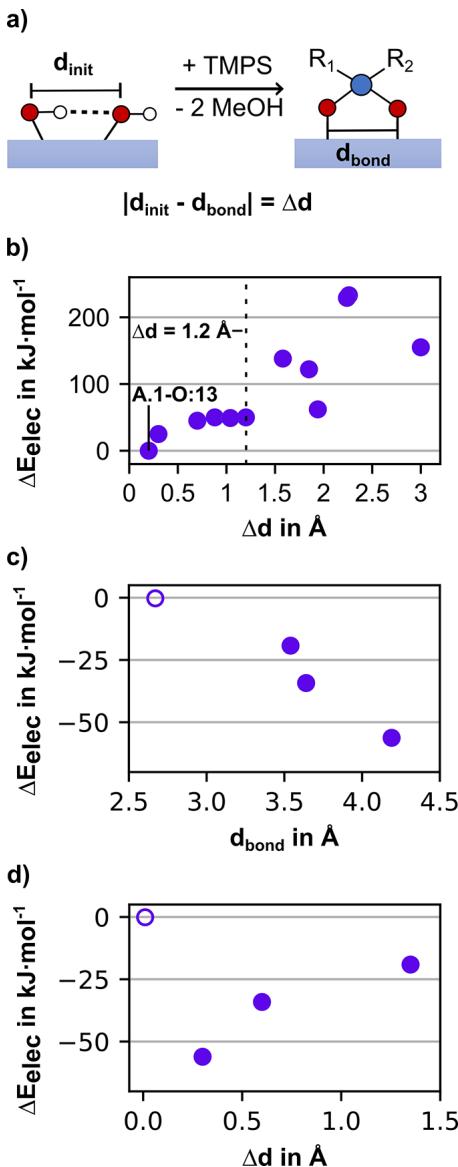 a)
d_init
+ TMPS
- 2 MeOH
R₁ R₂
d_bond
|d_init - d_bond| = Δd
b)
ΔE_elec in kJ·mol⁻¹
200
Δd = 1.2 Å
100
A.1-O:13
0
0 0.5 1 1.5 2 2.5 3
Δd in Å
c)
ΔE_elec in kJ·mol⁻¹
0
−25
−50
2.5 3.0 3.5 4.0 4.5
d_bond in Å
d)
ΔE_elec in kJ·mol⁻¹
0
−25
−50
0.0 0.5 1.0 1.5
Δd in Å